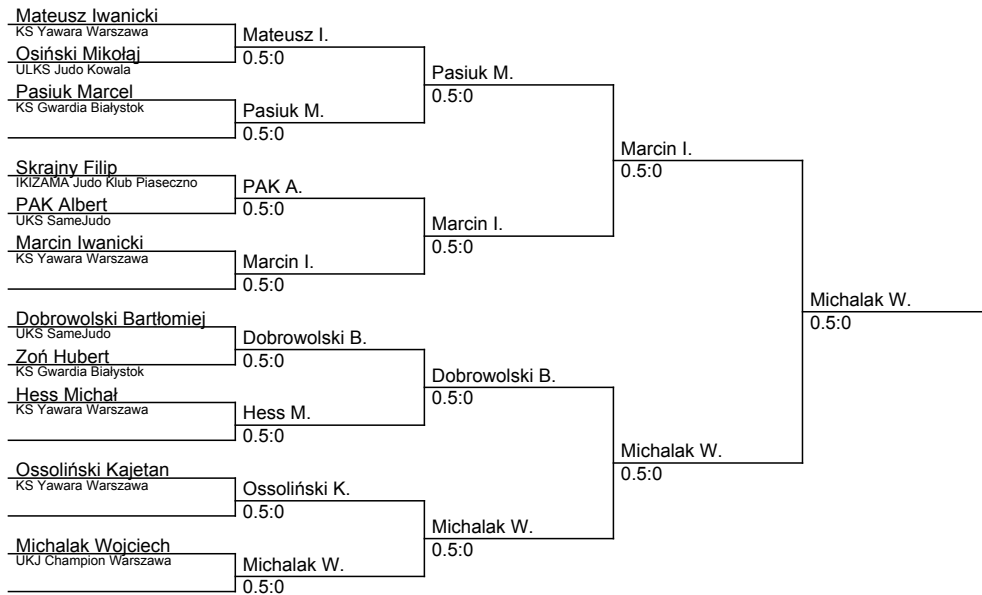 Mateusz Iwanicki
KS Yawara Warszawa
Osiński Mikołaj
ULKS Judo Kowala
Pasiuk Marcel
KS Gwardia Białystok
Skrajny Filip
IKIZAMA Judo Klub Piaseczno
PAK Albert
UKS SameJudo
Marcin Iwanicki
KS Yawara Warszawa
Dobrowolski Bartłomiej
UKS SameJudo
Zoń Hubert
KS Gwardia Białystok
Hess Michał
KS Yawara Warszawa
Ossoliński Kajetan
KS Yawara Warszawa
Michalak Wojciech
UKJ Champion Warszawa
Mateusz I.
0.5:0
Pasiuk M.
0.5:0
PAK A.
0.5:0
Marcin I.
0.5:0
Dobrowolski B.
0.5:0
Hess M.
0.5:0
Ossoliński K.
0.5:0
Michalak W.
0.5:0
Pasiuk M.
0.5:0
Marcin I.
0.5:0
Dobrowolski B.
0.5:0
Michalak W.
0.5:0
Marcin I.
0.5:0
Michalak W.
0.5:0
Michalak W.
0.5:0